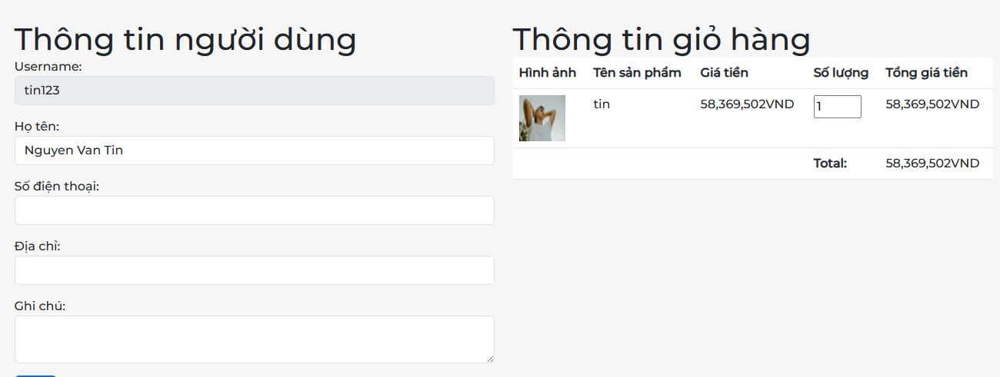 Thông tin người dùng
Username:
tin123
Họ tên:
Nguyen Van Tin
Số điện thoại:
Địa chỉ:
Ghi chú:
Thông tin giỏ hàng
Hình ảnh Tên sản phẩm Giá tiền Số lượng Tổng giá tiền
tin 58,369,502VND 1 58,369,502VND
Total: 58,369,502VND